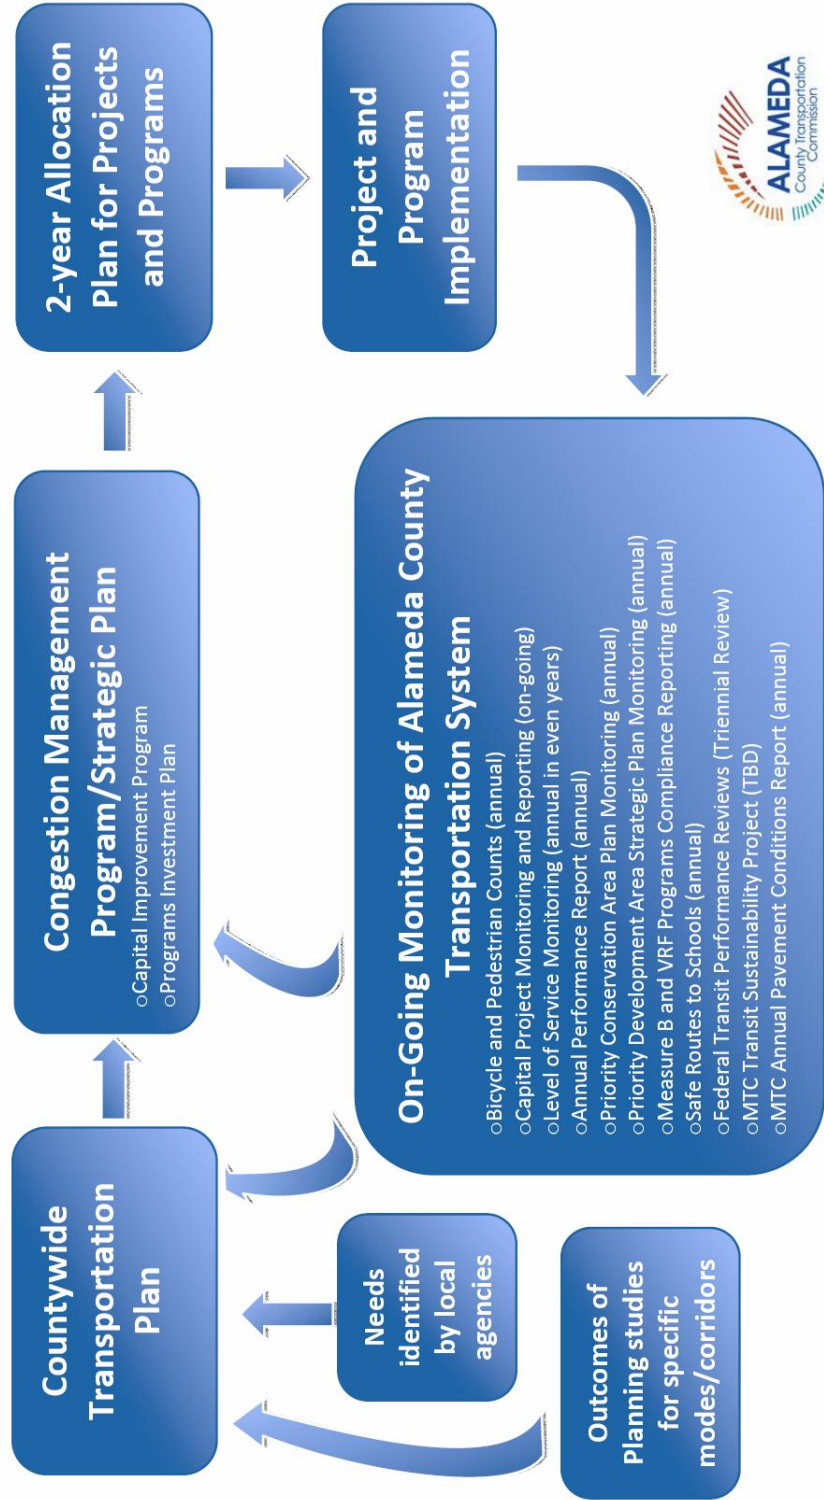 Countywide
Transportation
Plan
Congestion Management
Program/Strategic Plan
○Capital Improvement Program
○Programs Investment Plan
2-year Allocation
Plan for Projects
and Programs
Project and
Program
Implementation
Needs
identified
by local
agencies
Outcomes of
Planning studies
for specific
modes/corridors
On-Going Monitoring of Alameda County
Transportation System
○Bicycle and Pedestrian Counts (annual)
○Capital Project Monitoring and Reporting (on-going)
○Level of Service Monitoring (annual in even years)
○Annual Performance Report (annual)
○Priority Conservation Area Plan Monitoring (annual)
○Priority Development Area Strategic Plan Monitoring (annual)
○Measure B and VRF Programs Compliance Reporting (annual)
○Safe Routes to Schools (annual)
○Federal Transit Performance Reviews (Triennial Review)
○MTC Transit Sustainability Project (TBD)
○MTC Annual Pavement Conditions Report (annual)
ALAMEDA
County Transportation
Commission